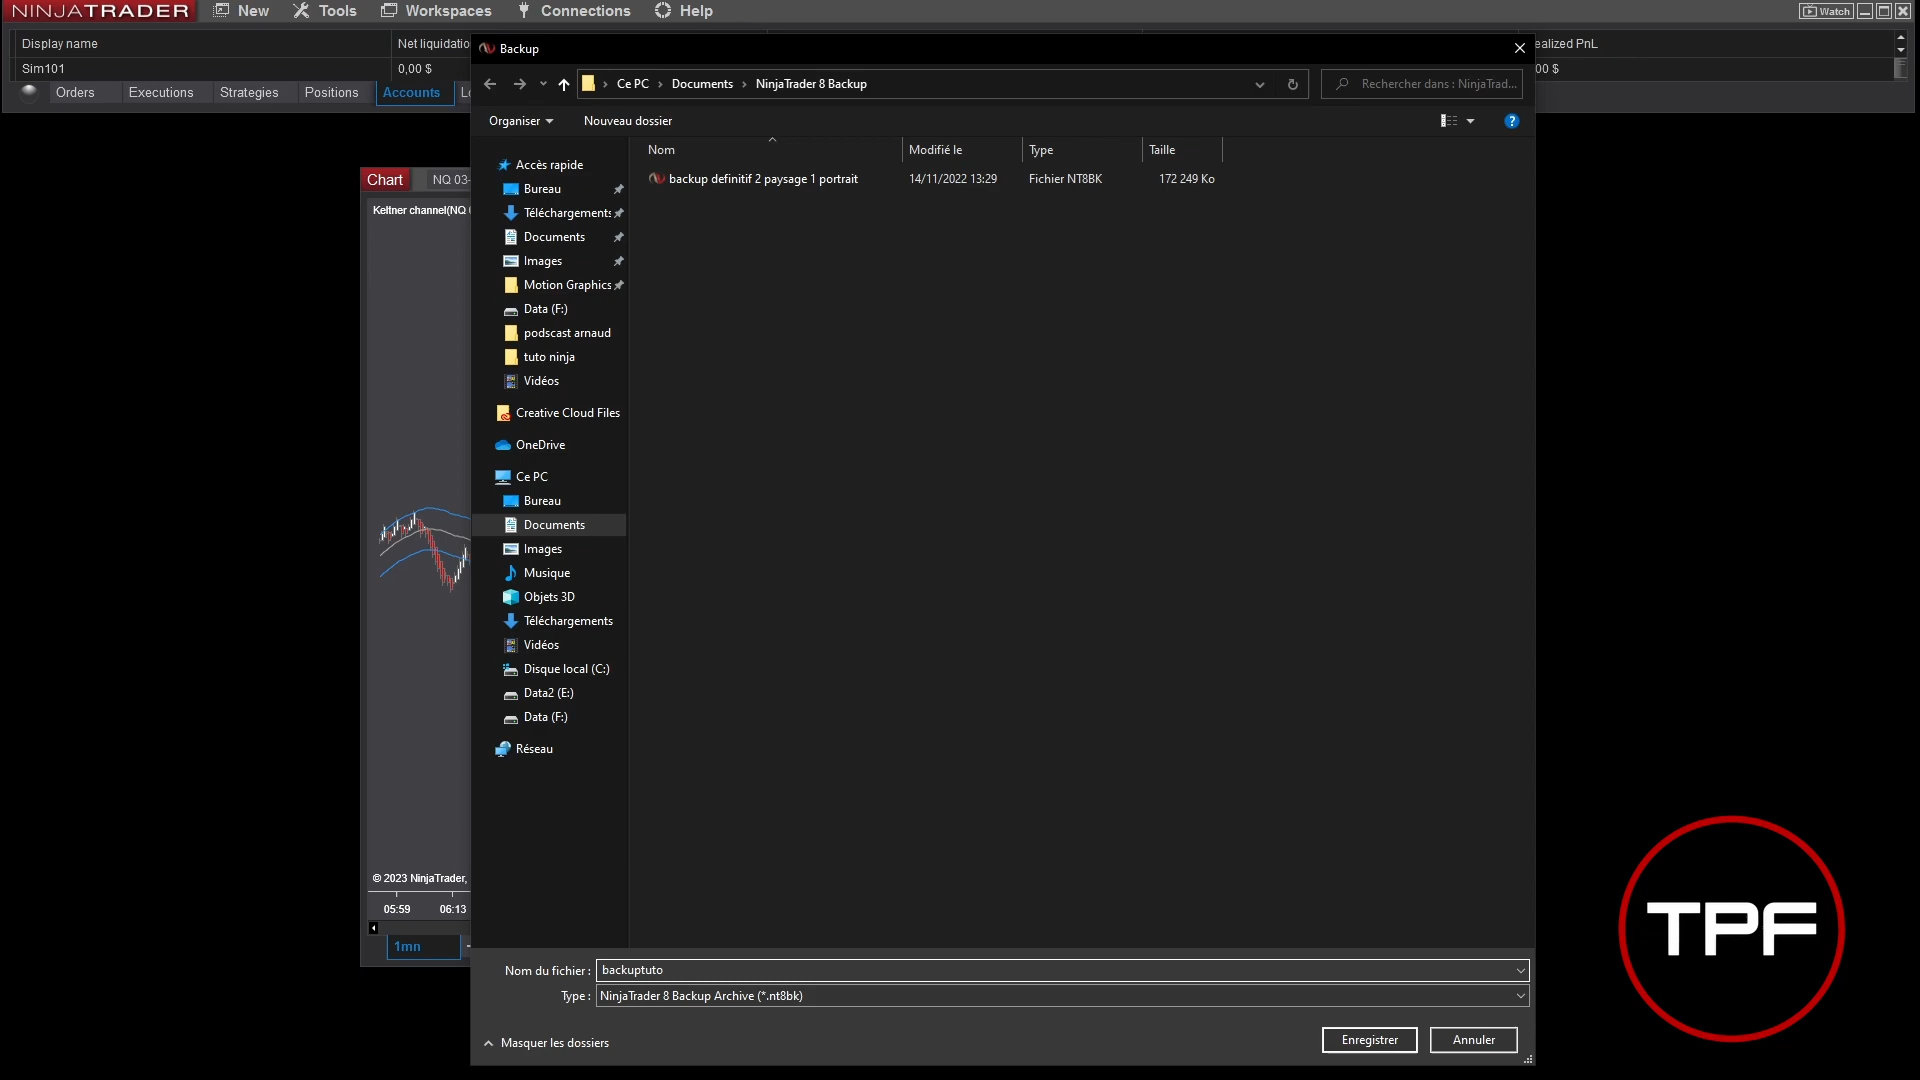 NINJATRADER New Tools Workspaces Connections Help Watch
Display name Net liquidatio ealized PnL
Sim101 0,00 $ 00 $
Orders Executions Strategies Positions Accounts Lo
Backup
Ce PC Documents NinjaTrader 8 Backup Rechercher dans : NinjaTrad...
Organiser Nouveau dossier ?
Nom Modifié le Type Taille
backup definitif 2 paysage 1 portrait 14/11/2022 13:29 Fichier NT8BK 172 249 Ko
Accès rapide
Bureau
Téléchargements
Documents
Images
Motion Graphics
Data (F:)
podscast arnaud
tuto ninja
Vidéos
Creative Cloud Files
OneDrive
Ce PC
Bureau
Documents
Images
Musique
Objets 3D
Téléchargements
Vidéos
Disque local (C:)
Data2 (E:)
Data (F:)
Réseau
Chart NQ 03-
Keltner channel(NQ
© 2023 NinjaTrader,
05:59 06:13
1mn
Nom du fichier : backuptuto
Type : NinjaTrader 8 Backup Archive (*.nt8bk)
Masquer les dossiers Enregistrer Annuler
TPF